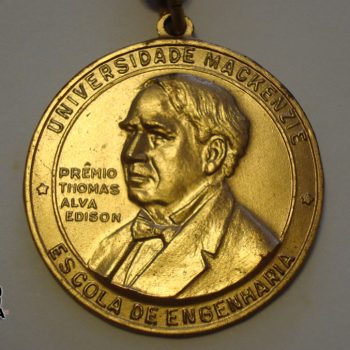 UNIVERSIDADE MACKENZIE
PRÊMIO
THOMAS
ALVA
EDISON
ESCOLA DE ENGENHARIA